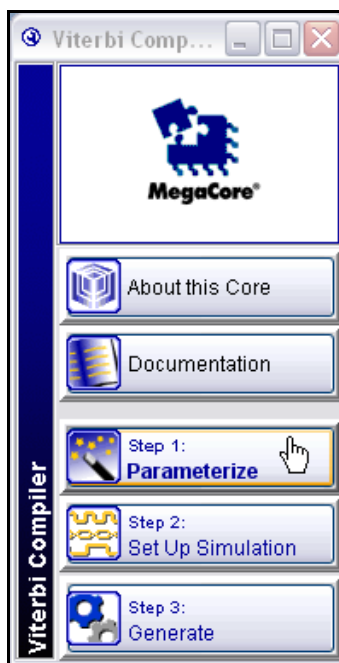 Viterbi Comp...
MegaCore®
About this Core
Documentation
Step 1:
Parameterize
Step 2:
Set Up Simulation
Step 3:
Generate
Viterbi Compiler